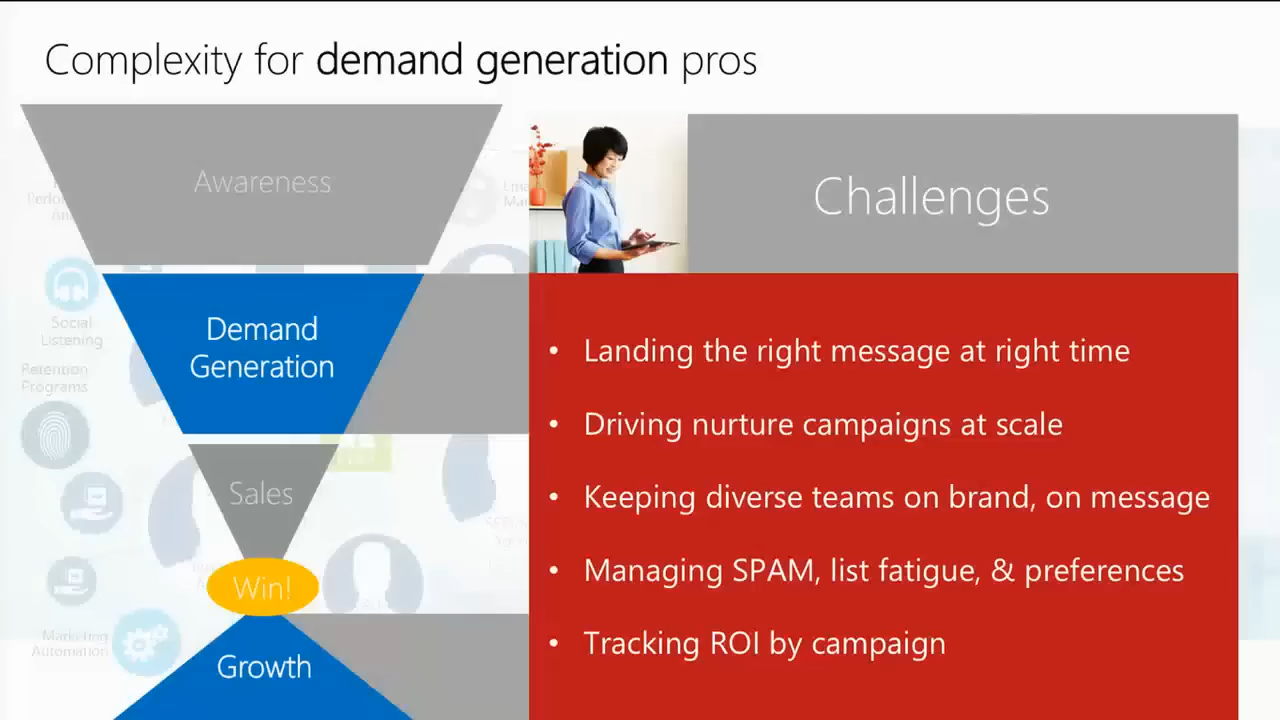 Complexity for demand generation pros
Awareness
Challenges
Social
Listening
Retention
Programs
Demand
Generation
Sales
Win!
Marketing
Automation
Growth
• Landing the right message at right time
• Driving nurture campaigns at scale
• Keeping diverse teams on brand, on message
• Managing SPAM, list fatigue, & preferences
• Tracking ROI by campaign